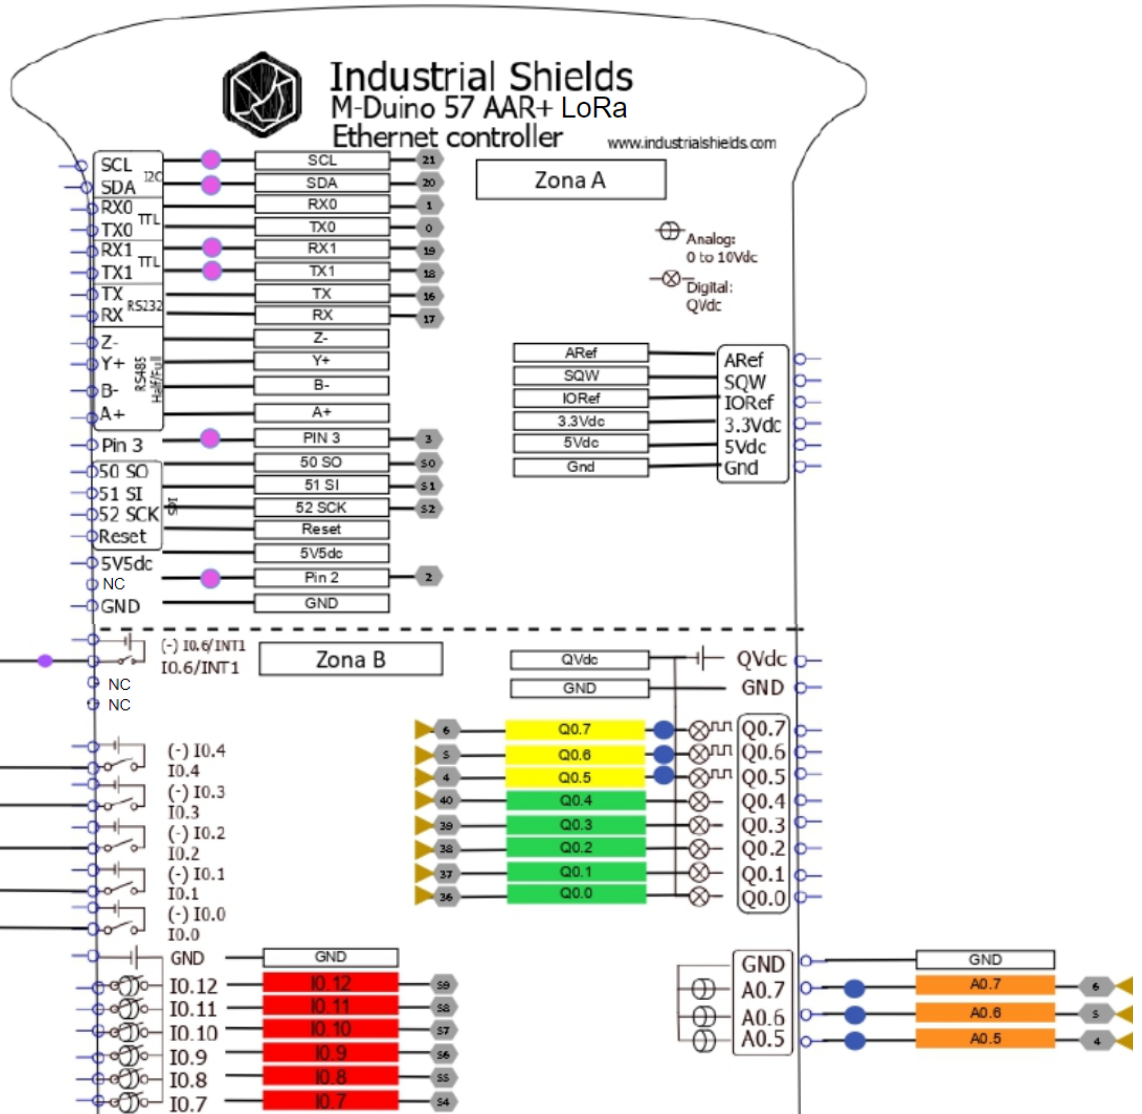 Industrial Shields
M-Duino 57 AAR+ LoRa
Ethernet controller
www.industrialshields.com
Zona A
SCL SCL 21
I2C
SDA SDA 20
RX0 RX0 1
TTL
TX0 TX0 0
RX1 RX1 19
TTL
TX1 TX1 18
TX TX 16
RS232
RX RX 17
Z- Z-
Y+ Y+
RS485
Half/Full
B- B-
A+ A+
Pin 3 PIN 3 3
50 SO 50 SO 50
51 SI 51 SI 51
SPI
52 SCK 52 SCK 52
Reset Reset
5V5dc 5V5dc
NC Pin 2 2
GND GND
Analog:
0 to 10Vdc
Digital:
QVdc
ARef ARef
SQW SQW
IORef IORef
3.3Vdc 3.3Vdc
5Vdc 5Vdc
Gnd Gnd
Zona B
(-) I0.6/INT1
I0.6/INT1
NC
NC
(-) I0.4
I0.4
(-) I0.3
I0.3
(-) I0.2
I0.2
(-) I0.1
I0.1
(-) I0.0
I0.0
GND GND
I0.12 I0.12 59
I0.11 I0.11 58
I0.10 I0.10 57
I0.9 I0.9 56
I0.8 I0.8 55
I0.7 I0.7 54
QVdc QVdc
GND GND
6 Q0.7 Q0.7
5 Q0.6 Q0.6
4 Q0.5 Q0.5
40 Q0.4 Q0.4
39 Q0.3 Q0.3
38 Q0.2 Q0.2
37 Q0.1 Q0.1
36 Q0.0 Q0.0
GND GND
A0.7 A0.7 6
A0.6 A0.6 5
A0.5 A0.5 4